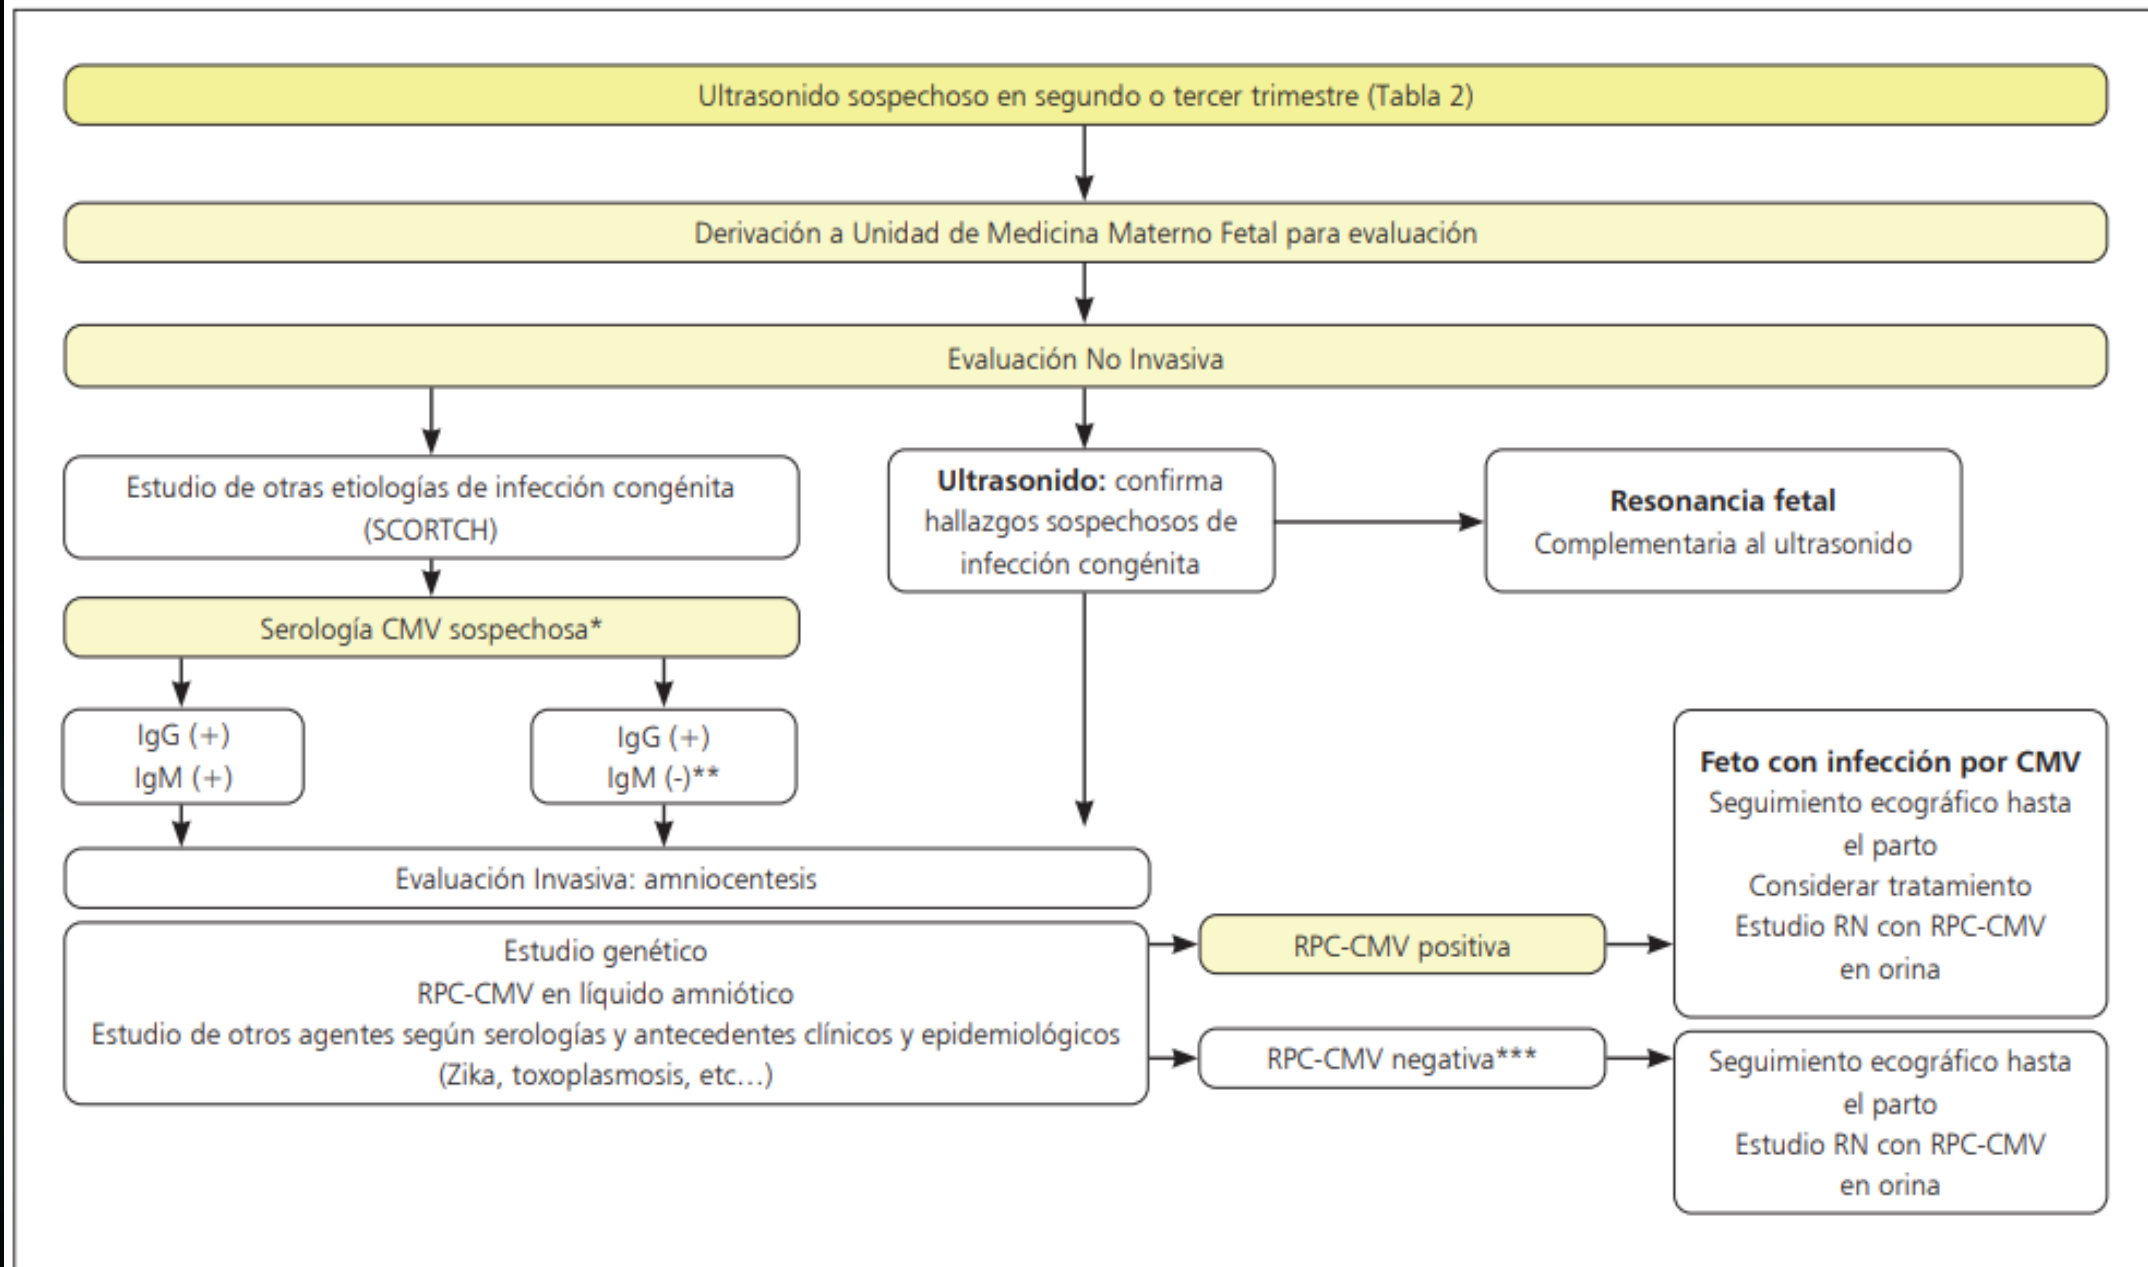 Ultrasonido sospechoso en segundo o tercer trimestre (Tabla 2)
Derivación a Unidad de Medicina Materno Fetal para evaluación
Evaluación No Invasiva
Estudio de otras etiologías de infección congénita
(SCORTCH)
Ultrasonido: confirma
hallazgos sospechosos de
infección congénita
Resonancia fetal
Complementaria al ultrasonido
Serología CMV sospechosa*
IgG (+)
IgM (+)
IgG (+)
IgM (-)**
Evaluación Invasiva: amniocentesis
Estudio genético
RPC-CMV en líquido amniótico
Estudio de otros agentes según serologías y antecedentes clínicos y epidemiológicos
(Zika, toxoplasmosis, etc...)
RPC-CMV positiva
RPC-CMV negativa***
Feto con infección por CMV
Seguimiento ecográfico hasta
el parto
Considerar tratamiento
Estudio RN con RPC-CMV
en orina
Seguimiento ecográfico hasta
el parto
Estudio RN con RPC-CMV
en orina